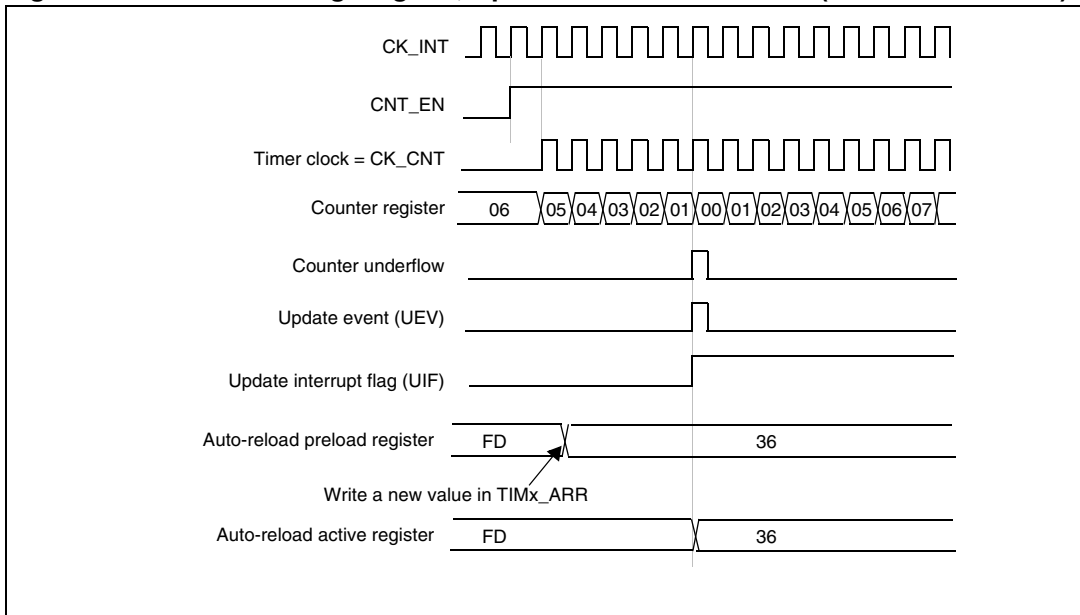 CK_INT
CNT_EN
Timer clock = CK_CNT
Counter register 06 05 04 03 02 01 00 01 02 03 04 05 06 07
Counter underflow
Update event (UEV)
Update interrupt flag (UIF)
Auto-reload preload register FD 36
Write a new value in TIMx_ARR
Auto-reload active register FD 36